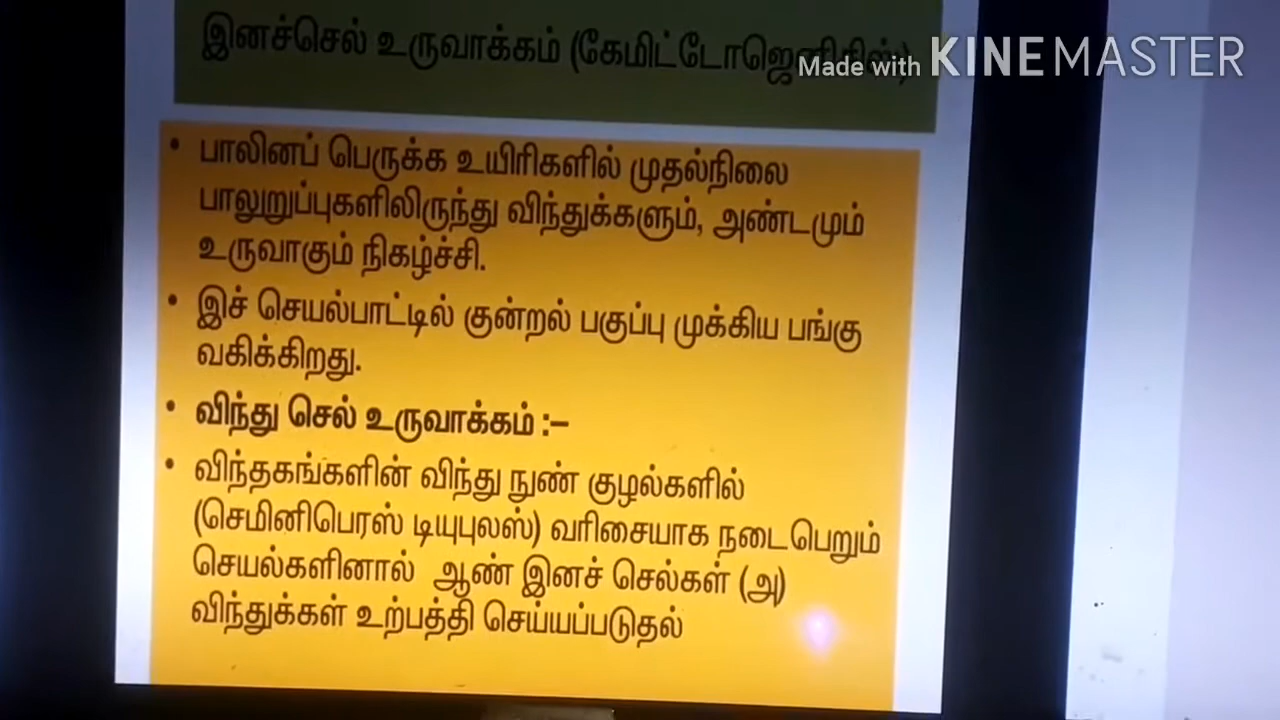 இனச்செல் உருவாக்கம் (கேமிட்டோஜெனிசிஸ்)
Made with KINEMASTER
• பாலினப் பெருக்க உயிரிகளில் முதல்நிலை
பாலுறுப்புகளிலிருந்து விந்துக்களும், அண்டமும்
உருவாகும் நிகழ்ச்சி.
• இச் செயல்பாட்டில் குன்றல் பகுப்பு முக்கிய பங்கு
வகிக்கிறது.
• விந்து செல் உருவாக்கம் :–
• விந்தகங்களின் விந்து நுண் குழல்களில்
(செமினிபெரஸ் டியுபுலஸ்) வரிசையாக நடைபெறும்
செயல்களினால் ஆண் இனச் செல்கள் (அ)
விந்துக்கள் உற்பத்தி செய்யப்படுதல்